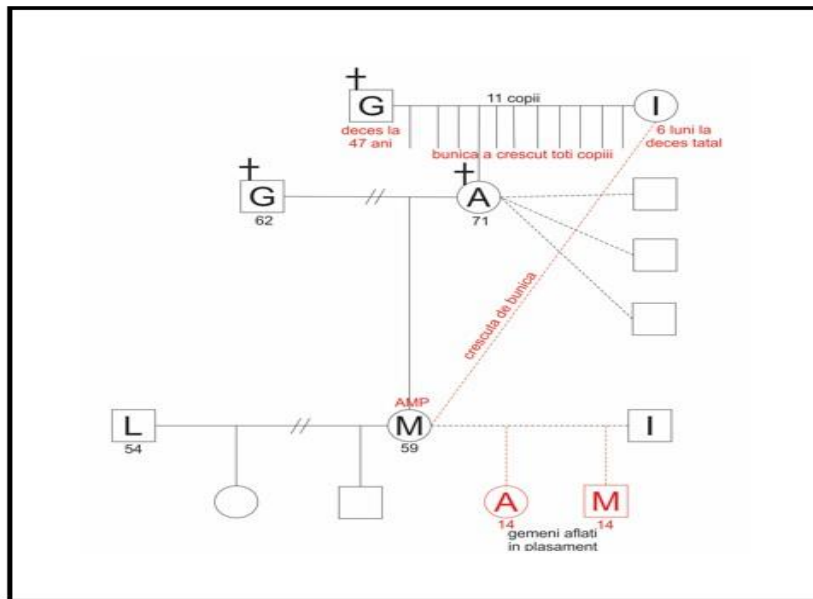 G
11 copii
I
deces la
47 ani
6 luni la
deces tatal
bunica a crescut toti copiii
G
62
A
71
crescuta de bunica
AMP
L
54
M
59
I
A
14
M
14
gemeni aflati
in plasament